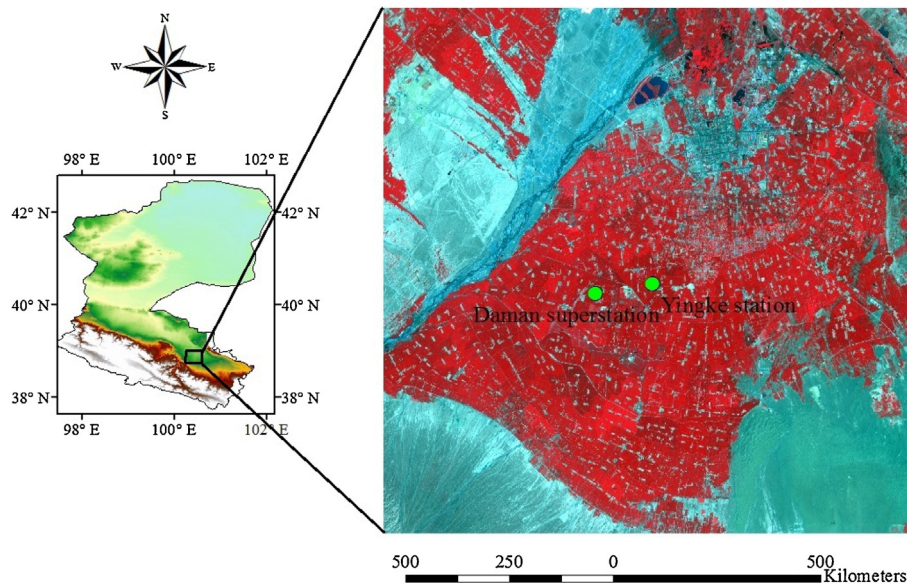 N
W E
S
98° E 100° E 102° E
42° N 42° N
40° N 40° N
38° N 38° N
98° E 100° E 102° E
Daman superstation
Yingke station
500 250 0 500
Kilometers